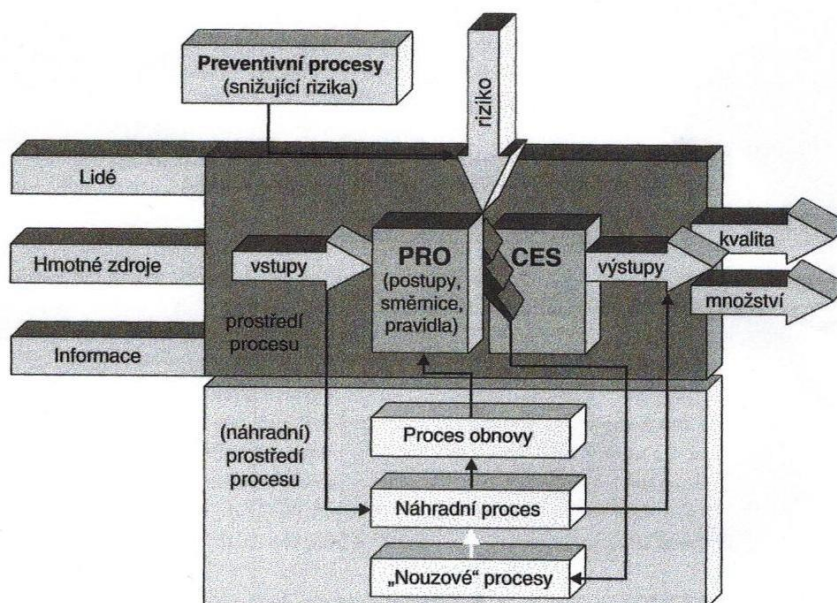 Preventivní procesy
(snižující rizika)
riziko
Lidé
Hmotné zdroje
Informace
vstupy
PRO
(postupy,
směrnice,
pravidla)
CES
výstupy
kvalita
množství
prostředí
procesu
(náhradní)
prostředí
procesu
Proces obnovy
Náhradní proces
„Nouzové“ procesy